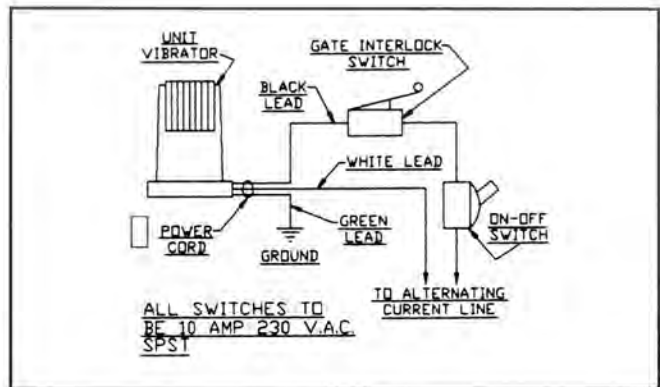 UNIT
VIBRATOR
GATE INTERLOCK
SWITCH
BLACK
LEAD
WHITE LEAD
POWER
CORD
GREEN
LEAD
GROUND
ON-OFF
SWITCH
TO ALTERNATING
CURRENT LINE
ALL SWITCHES TO
BE 10 AMP 230 V.A.C.
SPST